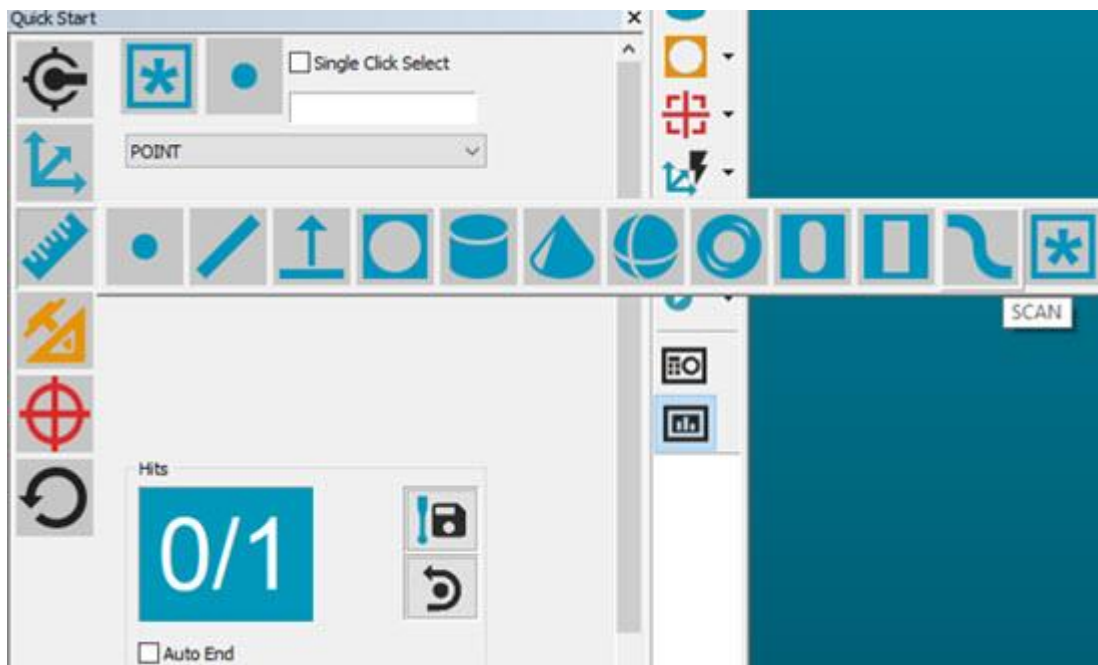 Quick Start
Single Click Select
POINT
SCAN
Hits
0/1
Auto End